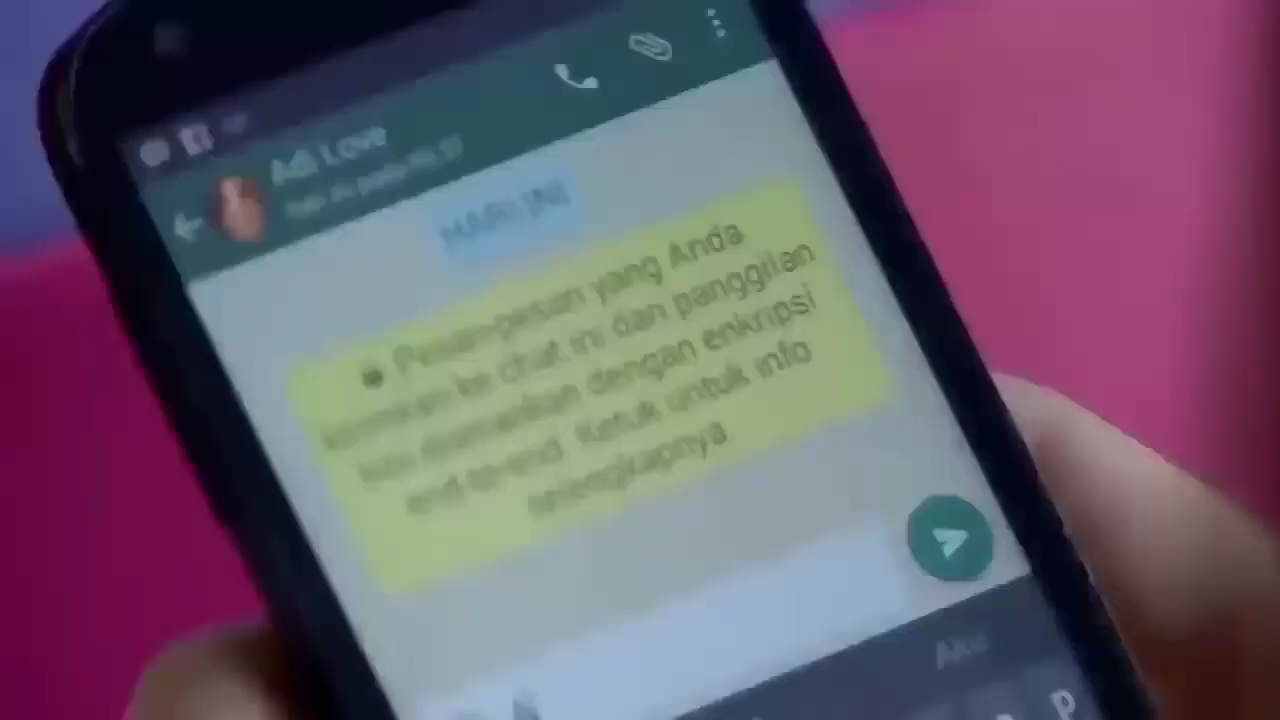 Adi Love
HARI INI
Pesan-pesan yang Anda
kirimkan ke chat ini dan panggilan
kini diamankan dengan enkripsi
end-to-end. Ketuk untuk info
selengkapnya
Aku
P